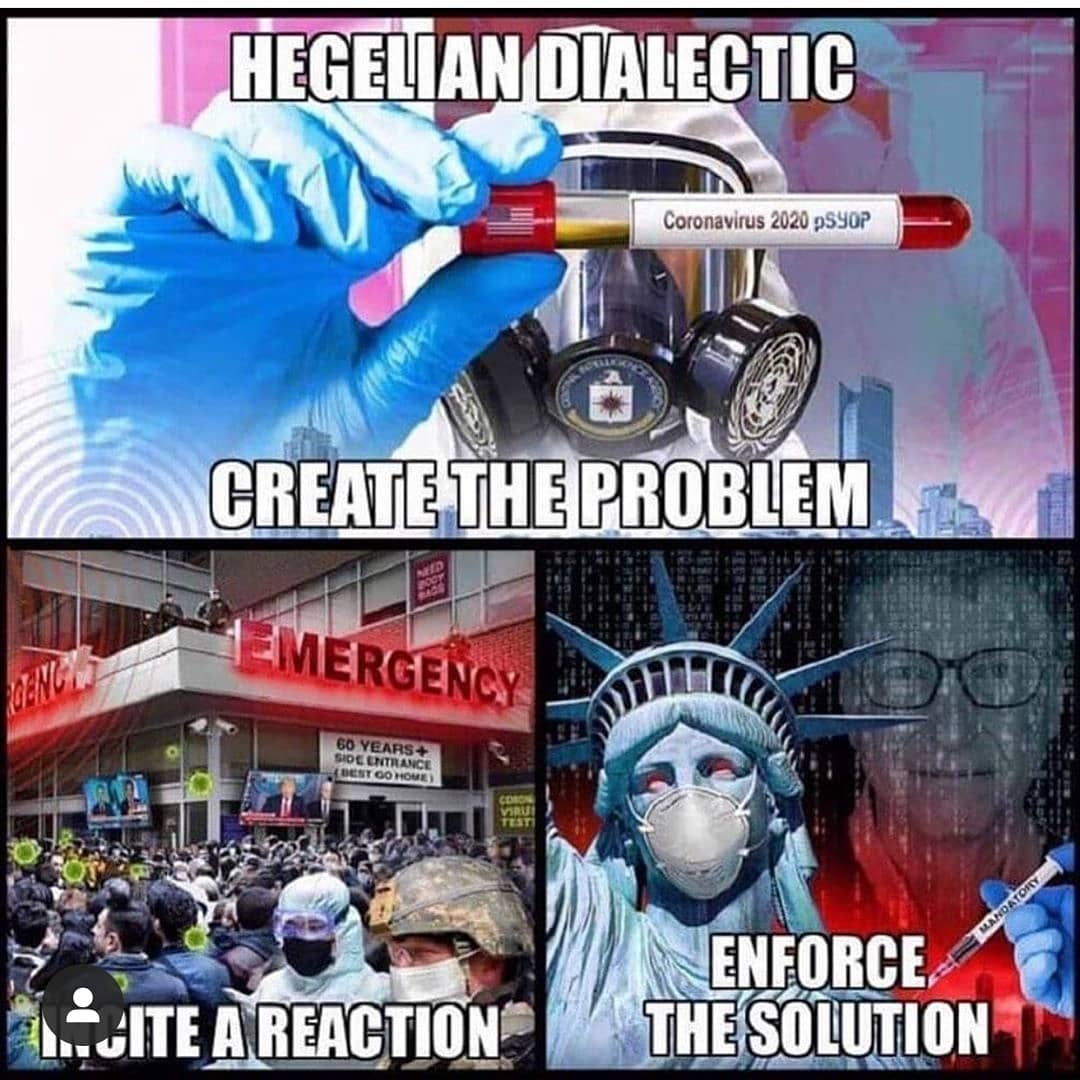 HEGELIAN DIALECTIC
Coronavirus 2020 pSYOP
CREATE THE PROBLEM
NEED
BODY
BAGS
EMERGENCY
60 YEARS+
SIDE ENTRANCE
(BEST GO HOME)
VIRUS
TEST
MANDATORY
A REACTION
ENFORCE
THE SOLUTION